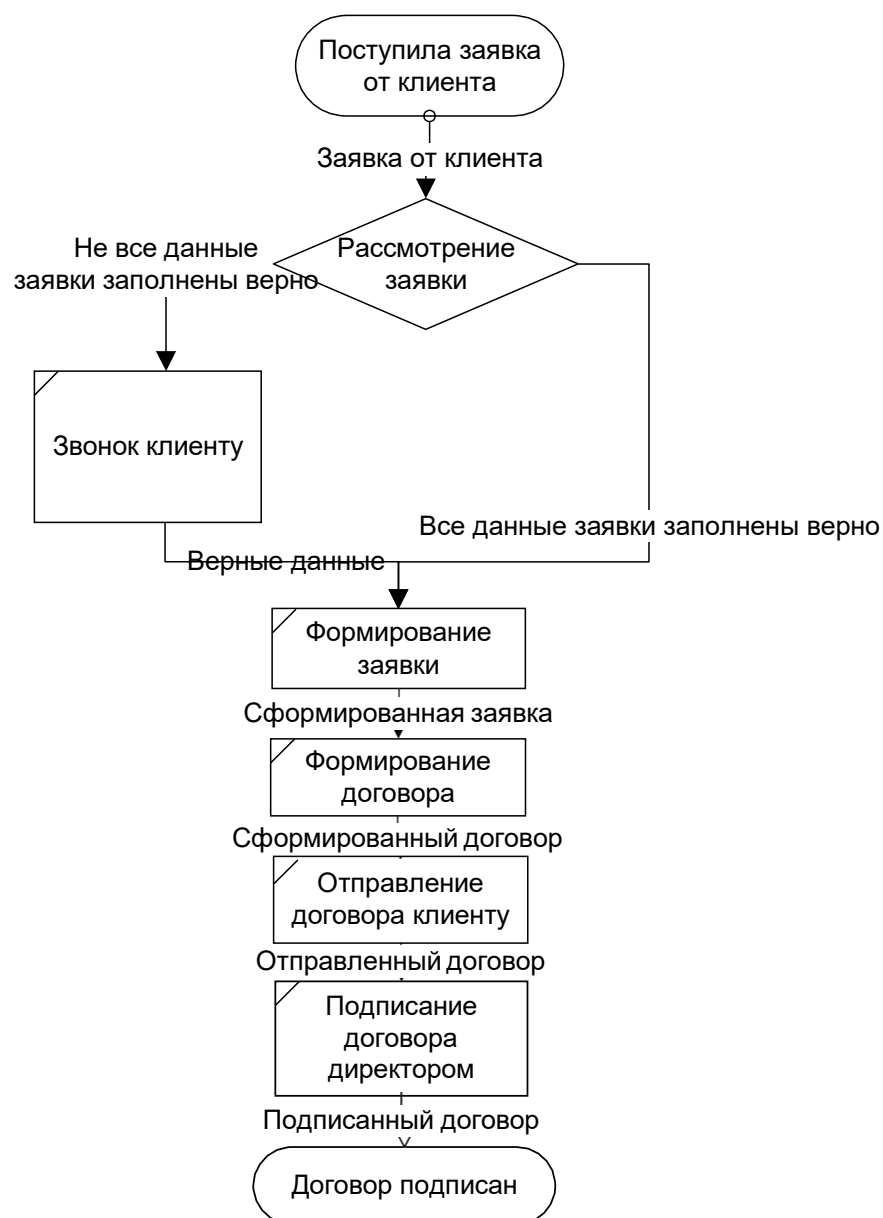 Поступила заявка
от клиента
Заявка от клиента
Рассмотрение
заявки
Не все данные
заявки заполнены верно
Звонок клиенту
Все данные заявки заполнены верно
Верные данные
Формирование
заявки
Сформированная заявка
Формирование
договора
Сформированный договор
Отправление
договора клиенту
Отправленный договор
Подписание
договора
директором
Подписанный договор
Договор подписан